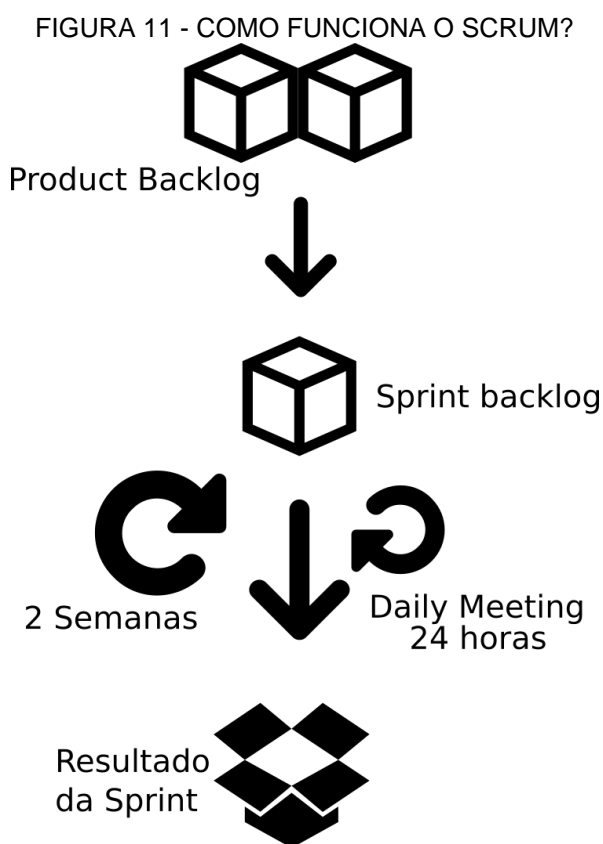 FIGURA 11 - COMO FUNCIONA O SCRUM?
Product Backlog
Sprint backlog
2 Semanas
Daily Meeting
24 horas
Resultado
da Sprint